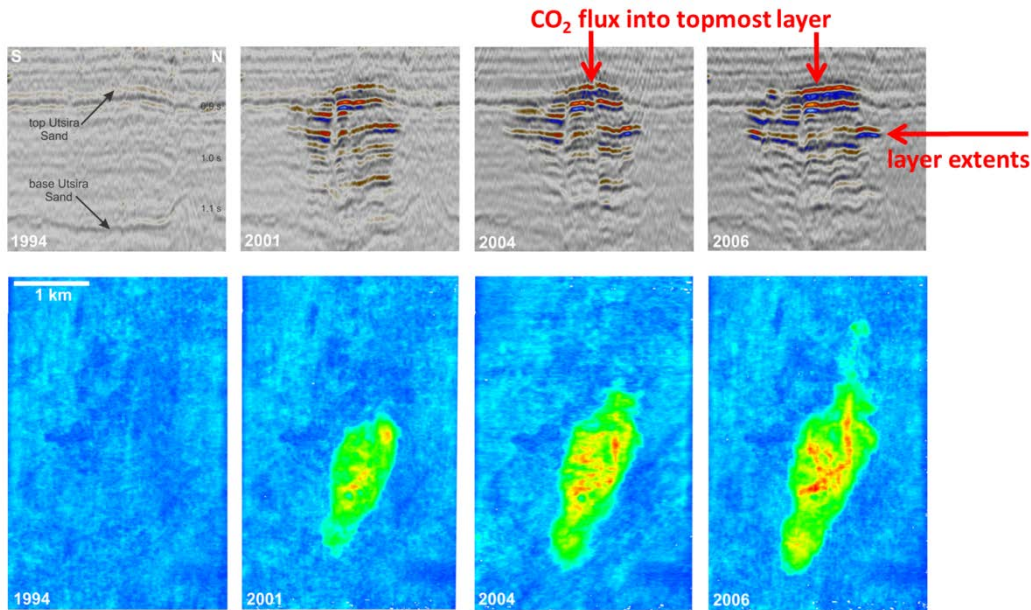 CO₂ flux into topmost layer
S N
top Utsira
Sand
1.0 s
base Utsira
Sand
1.1 s
1994
2001
2004
2006
layer extents
1 km
1994
2001
2004
2006